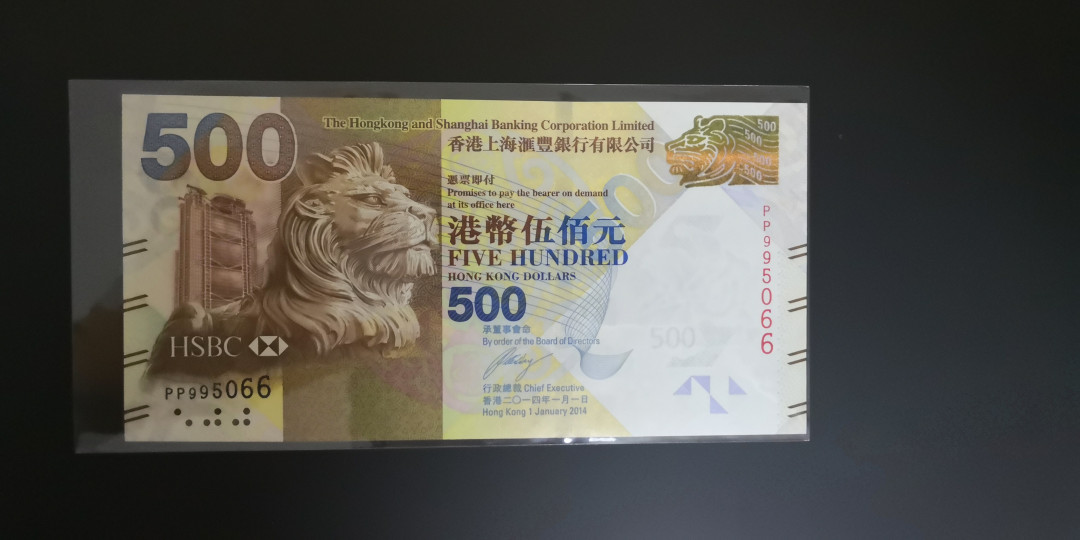 500
The Hongkong and Shanghai Banking Corporation Limited
香港上海滙豐銀行有限公司
憑票即付
Promises to pay the bearer on demand
at its office here
港幣伍佰元
FIVE HUNDRED
HONG KONG DOLLARS
500
承董事會命
By order of the Board of Directors
行政總裁 Chief Executive
香港二〇一四年一月一日
Hong Kong 1 January 2014
HSBC
PP995066
500
500
500
500
PP995066
500